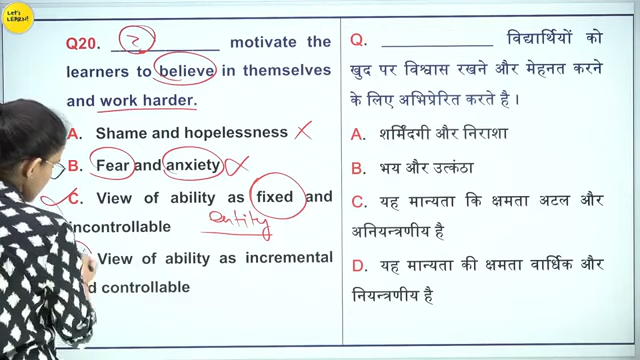 Let's
LEARN!
Q20. ? motivate the
learners to believe in themselves
and work harder.
A. Shame and hopelessness
B. Fear and anxiety
C. View of ability as fixed and
incontrollable
entity
View of ability as incremental
d controllable
Q. ____________ विद्यार्थियों को
खुद पर विश्वास रखने और मेहनत करने
के लिए अभिप्रेरित करते है।
A. शर्मिंदगी और निराशा
B. भय और उत्कंठा
C. यह मान्यता कि क्षमता अटल और
अनियन्त्रणीय है
D. यह मान्यता की क्षमता वार्धिक और
नियन्त्रणीय है